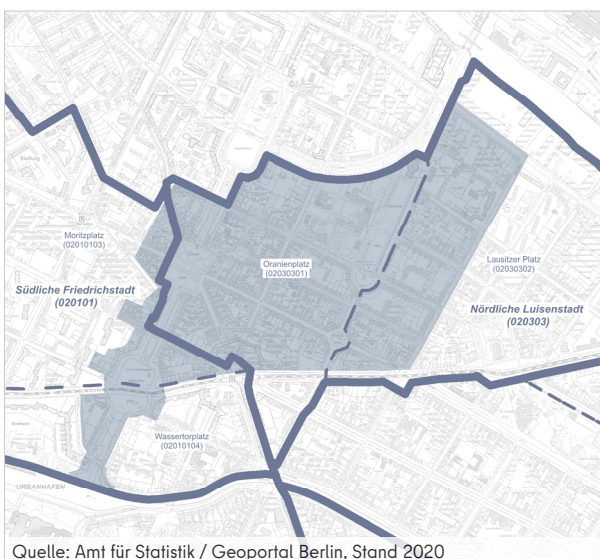 Moritzplatz
(02010103)
Südliche Friedrichstadt
(020101)
Oranienplatz
(02030301)
Lausitzer Platz
(02030302)
Nördliche Luisenstadt
(020303)
Wassertorplatz
(02010104)
URBANHAFEN
Quelle: Amt für Statistik / Geoportal Berlin, Stand 2020